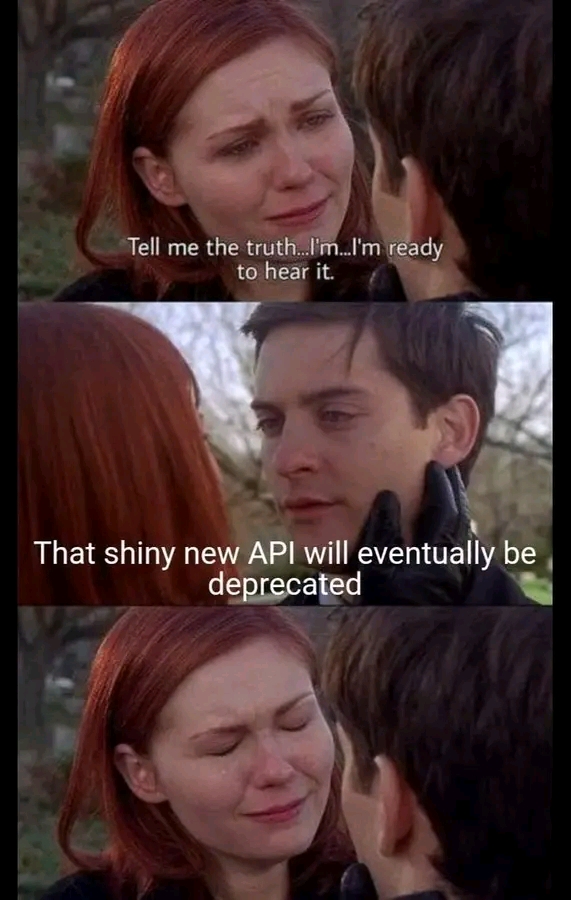 Tell me the truth...I'm...I'm ready
to hear it.
That shiny new API will eventually be
deprecated